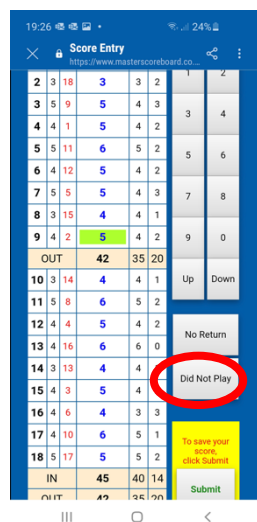 19:26 24%
Score Entry
https://www.masterscoreboard.co....
2 3 18 3 3 2
3 5 9 5 4 3
4 4 1 5 4 2
5 5 11 6 5 2
6 4 12 5 4 2
7 5 5 5 4 3
8 3 15 4 4 1
9 4 2 5 4 2
OUT 42 35 20
10 3 14 4 4 1
11 5 8 6 5 2
12 4 4 5 4 2
13 4 16 6 6 0
14 3 13 4 4
15 4 3 5 4
16 4 6 4 3 3
17 4 10 6 5 1
18 5 17 5 5 2
IN 45 40 14
OUT 42 35 20
1 2
3 4
5 6
7 8
9 0
Up Down
No Return
Did Not Play
To save your
score,
click Submit
Submit